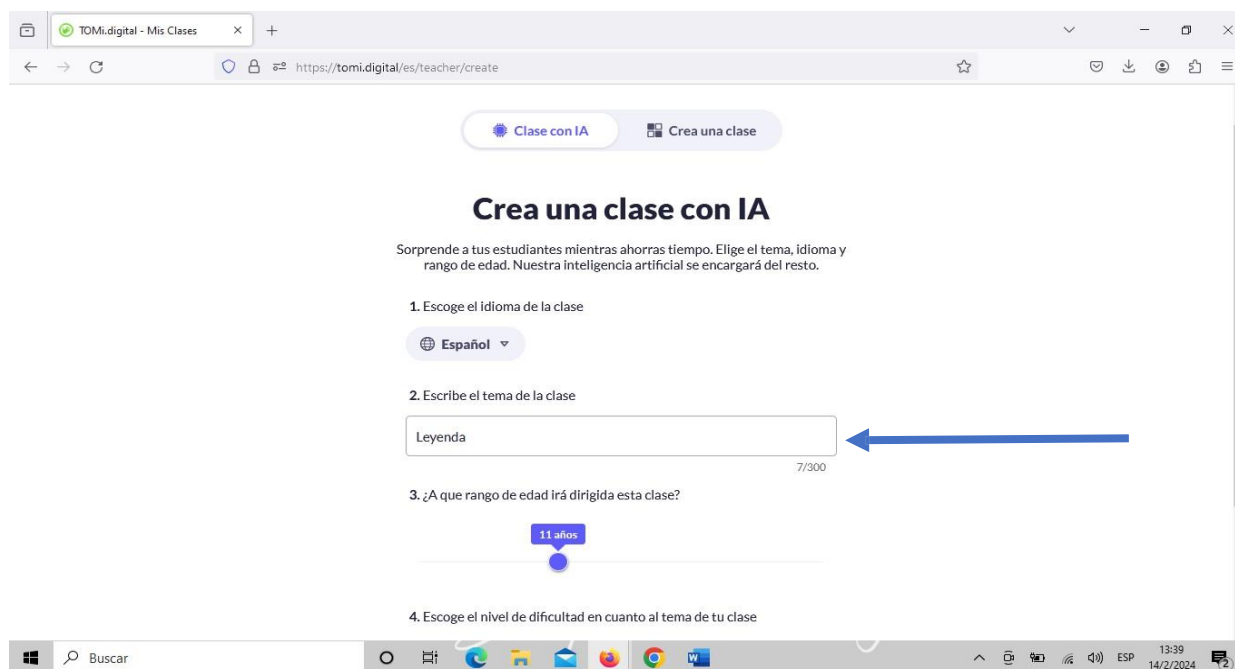 TOMi.digital - Mis Clases
https://tomi.digital/es/teacher/create
Clase con IA
Crea una clase
Crea una clase con IA
Sorprende a tus estudiantes mientras ahorras tiempo. Elige el tema, idioma y
rango de edad. Nuestra inteligencia artificial se encargará del resto.
1. Escoge el idioma de la clase
Español
2. Escribe el tema de la clase
Leyenda
7/300
3. ¿A que rango de edad irá dirigida esta clase?
11 años
4. Escoge el nivel de dificultad en cuanto al tema de tu clase
Buscar
ESP
13:39
14/2/2024
2